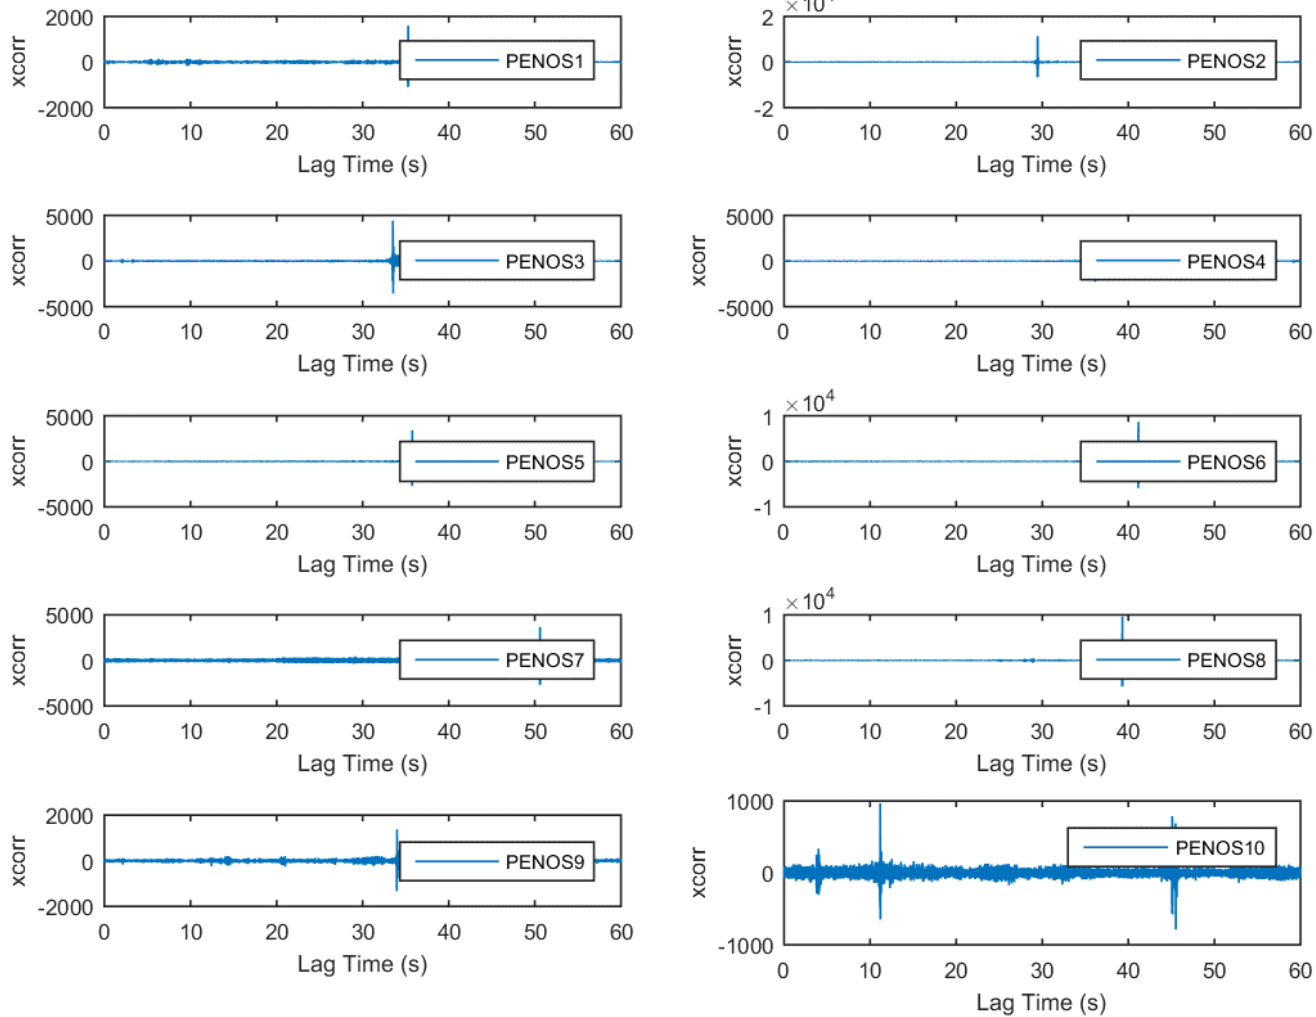 2000
0
-2000
xcorr
PENOS1
0 10 20 30 40 50 60
Lag Time (s)
2
0
-2
xcorr
PENOS2
0 10 20 30 40 50 60
Lag Time (s)
5000
0
-5000
xcorr
PENOS3
0 10 20 30 40 50 60
Lag Time (s)
5000
0
-5000
xcorr
PENOS4
0 10 20 30 40 50 60
Lag Time (s)
5000
0
-5000
xcorr
PENOS5
0 10 20 30 40 50 60
Lag Time (s)
×10⁴
1
0
-1
xcorr
PENOS6
0 10 20 30 40 50 60
Lag Time (s)
5000
0
-5000
xcorr
PENOS7
0 10 20 30 40 50 60
Lag Time (s)
×10⁴
1
0
-1
xcorr
PENOS8
0 10 20 30 40 50 60
Lag Time (s)
2000
0
-2000
xcorr
PENOS9
0 10 20 30 40 50 60
Lag Time (s)
1000
0
-1000
xcorr
PENOS10
0 10 20 30 40 50 60
Lag Time (s)